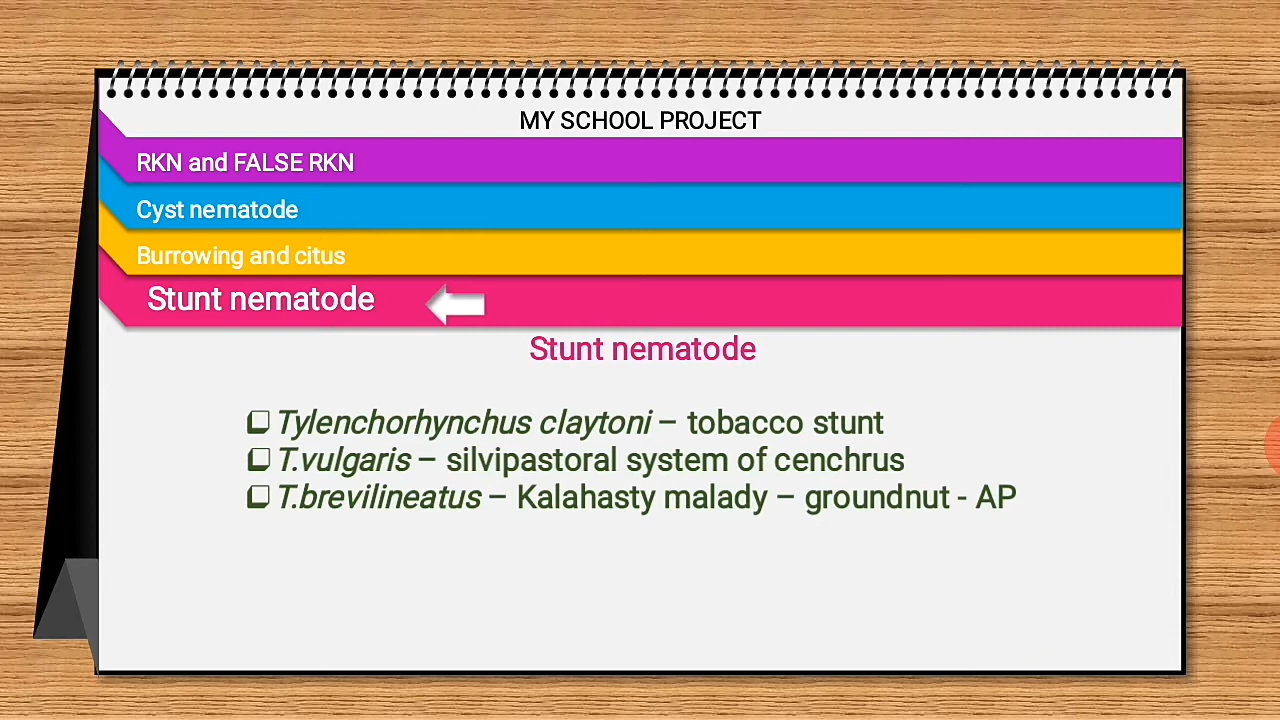 MY SCHOOL PROJECT
RKN and FALSE RKN
Cyst nematode
Burrowing and citus
Stunt nematode
Stunt nematode
Tylenchorhynchus claytoni – tobacco stunt
T.vulgaris – silvipastoral system of cenchrus
T.brevilineatus – Kalahasty malady – groundnut - AP